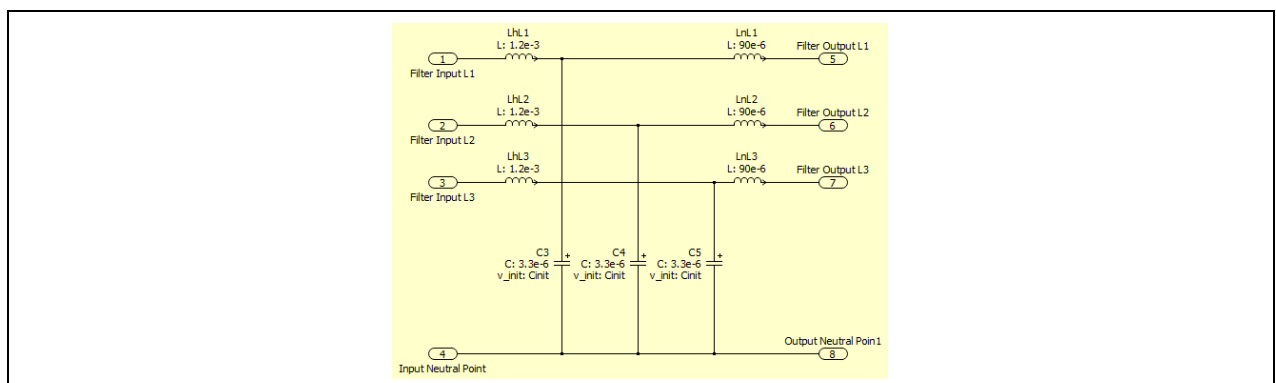 LhL1
L: 1.2e-3
LnL1
L: 90e-6
Filter Output L1
1
5
Filter Input L1
LhL2
L: 1.2e-3
LnL2
L: 90e-6
Filter Output L2
2
6
Filter Input L2
LhL3
L: 1.2e-3
LnL3
L: 90e-6
Filter Output L3
3
7
Filter Input L3
C3
C: 3.3e-6
v_init: Cinit
+
C4
C: 3.3e-6
v_init: Cinit
+
C5
C: 3.3e-6
v_init: Cinit
+
Output Neutral Poin1
4
8
Input Neutral Point